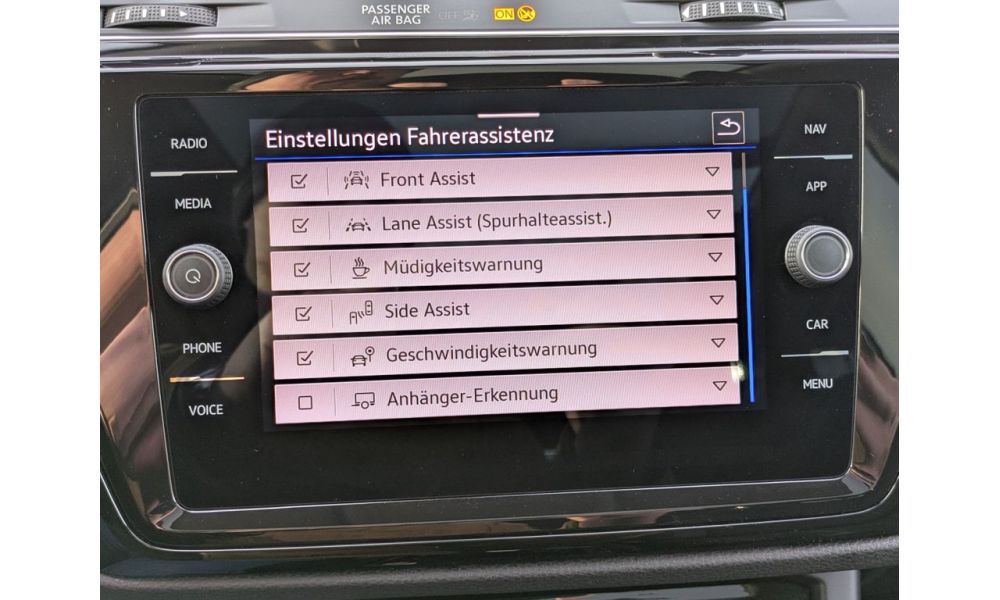 PASSENGER
AIR BAG
OFF
ON
RADIO
MEDIA
PHONE
VOICE
Einstellungen Fahrerassistenz
Front Assist
Lane Assist (Spurhalteassist.)
Müdigkeitswarnung
Side Assist
Geschwindigkeitswarnung
Anhänger-Erkennung
NAV
APP
CAR
MENU